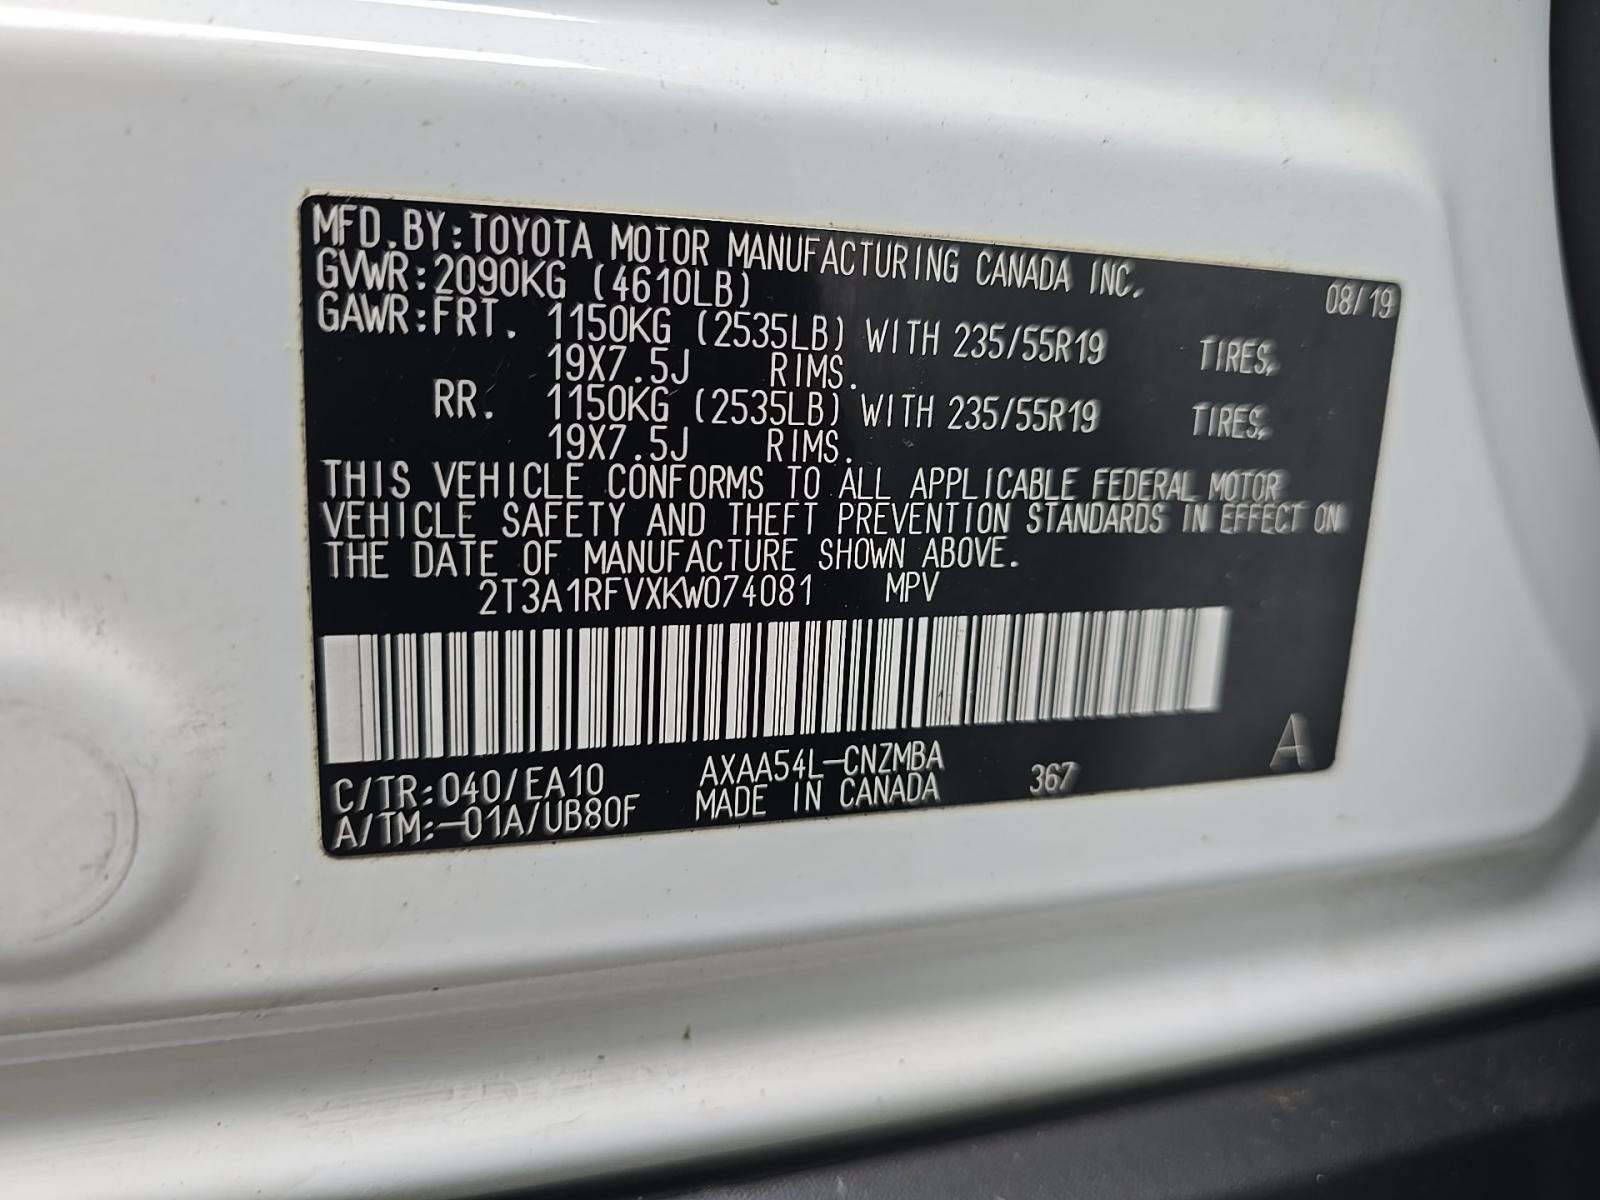 MFD.BY:TOYOTA MOTOR MANUFACTURING CANADA INC.
08/19
GVWR:2090KG (4610LB)
GAWR:FRT. 1150KG (2535LB) WITH 235/55R19 TIRES,
19X7.5J RIMS.
RR. 1150KG (2535LB) WITH 235/55R19 TIRES,
19X7.5J RIMS.
THIS VEHICLE CONFORMS TO ALL APPLICABLE FEDERAL MOTOR
VEHICLE SAFETY AND THEFT PREVENTION STANDARDS IN EFFECT ON
THE DATE OF MANUFACTURE SHOWN ABOVE.
2T3A1RFVXKW074081 MPV
C/TR:040/EA10 AXAA54L-CNZMBA 367
A/TM:-01A/UB80F MADE IN CANADA
A